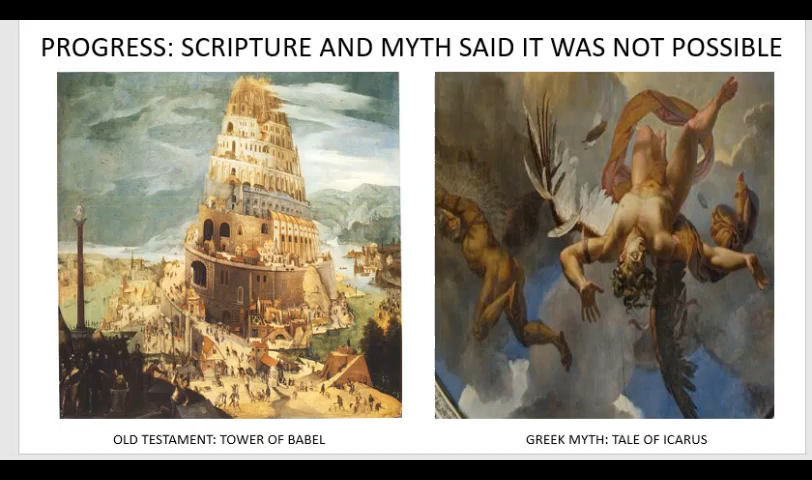 PROGRESS: SCRIPTURE AND MYTH SAID IT WAS NOT POSSIBLE
OLD TESTAMENT: TOWER OF BABEL
GREEK MYTH: TALE OF ICARUS